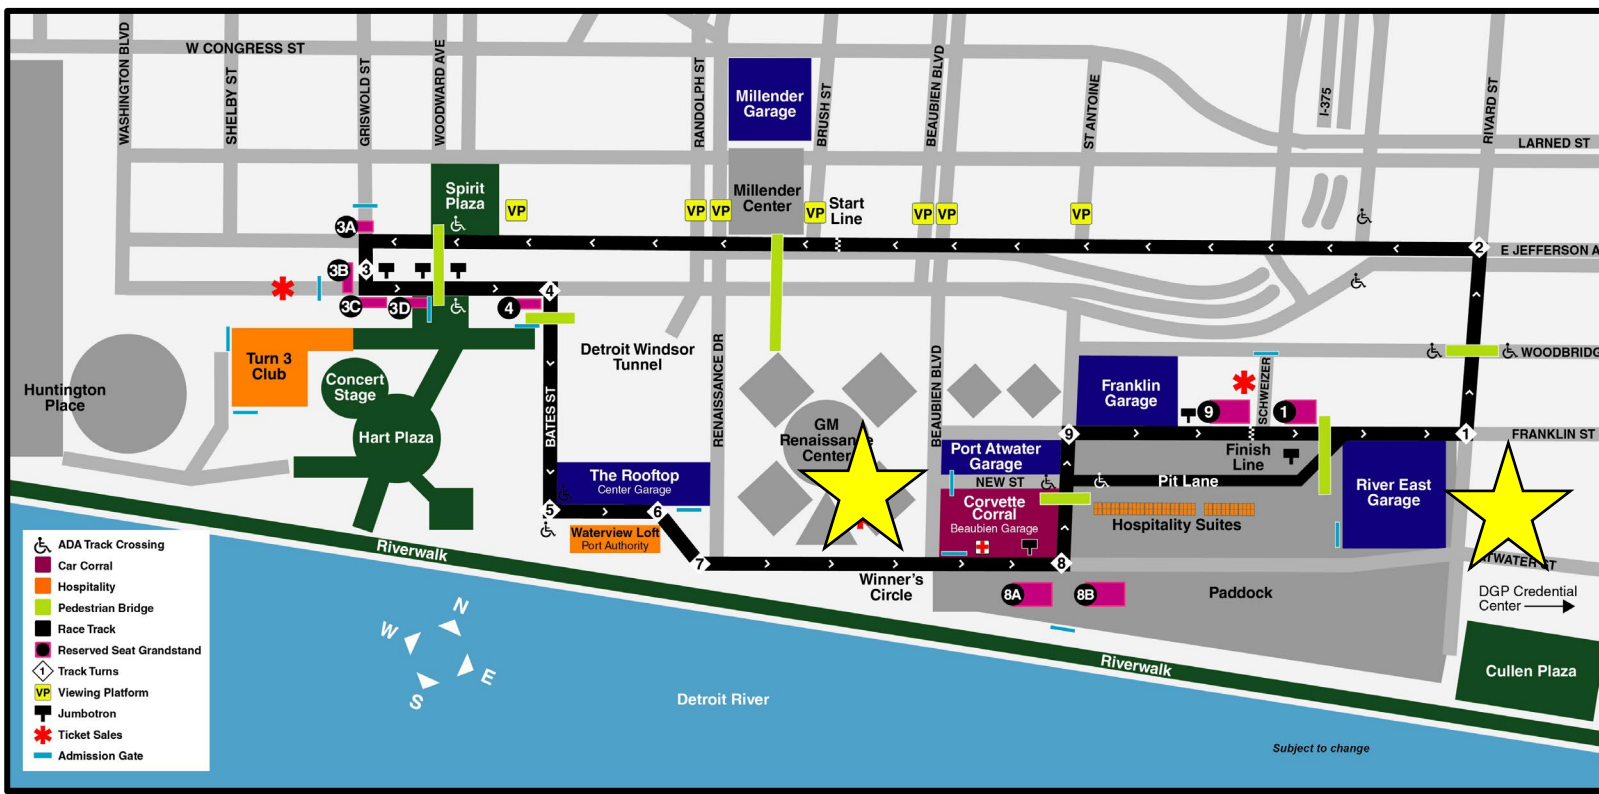 W CONGRESS ST
WASHINGTON BLVD
SHELBY ST
GRISWOLD ST
WOODWARD AVE
RANDOLPH ST
Millender
Garage
BRUSH ST
BEAUBIEN BLVD
ST ANTOINE
I-375
RIVARD ST
LARNED ST
Spirit
Plaza
VP
VP
VP
Millender
Center
VP
Start
Line
VP
VP
VP
3A
2
E JEFFERSON A
3B
3
3C
3D
4
4
Detroit Windsor
Tunnel
RENAISSANCE DR
BEAUBIEN BLVD
WOODBRIDG
Huntington
Place
Turn 3
Club
Concert
Stage
Hart Plaza
BATES ST
GM
Renaissance
Center
Franklin
Garage
9
SCHWEIZER
1
9
1
FRANKLIN ST
Port Atwater
Garage
NEW ST
Finish
Line
Pit Lane
The Rooftop
Center Garage
Corvette
Corral
Beaubien Garage
Hospitality Suites
River East
Garage
5
6
Waterview Loft
Port Authority
7
8
TWATER ST
Winner's
Circle
8A
8B
Paddock
DGP Credential
Center
Riverwalk
Riverwalk
Cullen Plaza
Detroit River
N
W
E
S
ADA Track Crossing
Car Corral
Hospitality
Pedestrian Bridge
Race Track
Reserved Seat Grandstand
1 Track Turns
VP Viewing Platform
Jumbotron
Ticket Sales
Admission Gate
Subject to change